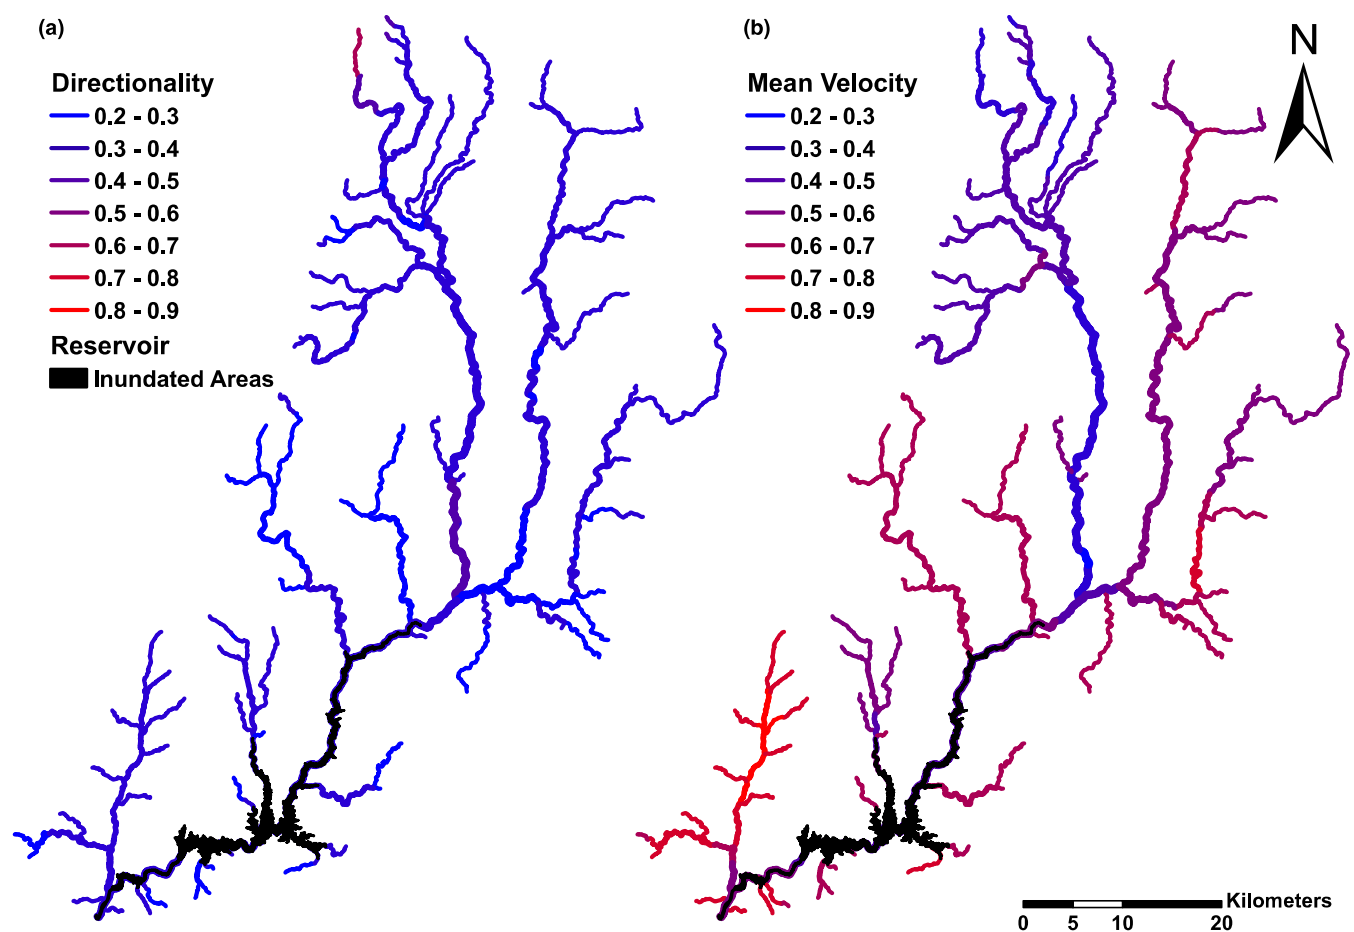 (a)
Directionality
0.2 - 0.3
0.3 - 0.4
0.4 - 0.5
0.5 - 0.6
0.6 - 0.7
0.7 - 0.8
0.8 - 0.9
Reservoir
Inundated Areas
(b)
Mean Velocity
0.2 - 0.3
0.3 - 0.4
0.4 - 0.5
0.5 - 0.6
0.6 - 0.7
0.7 - 0.8
0.8 - 0.9
N
Kilometers
0 5 10 20